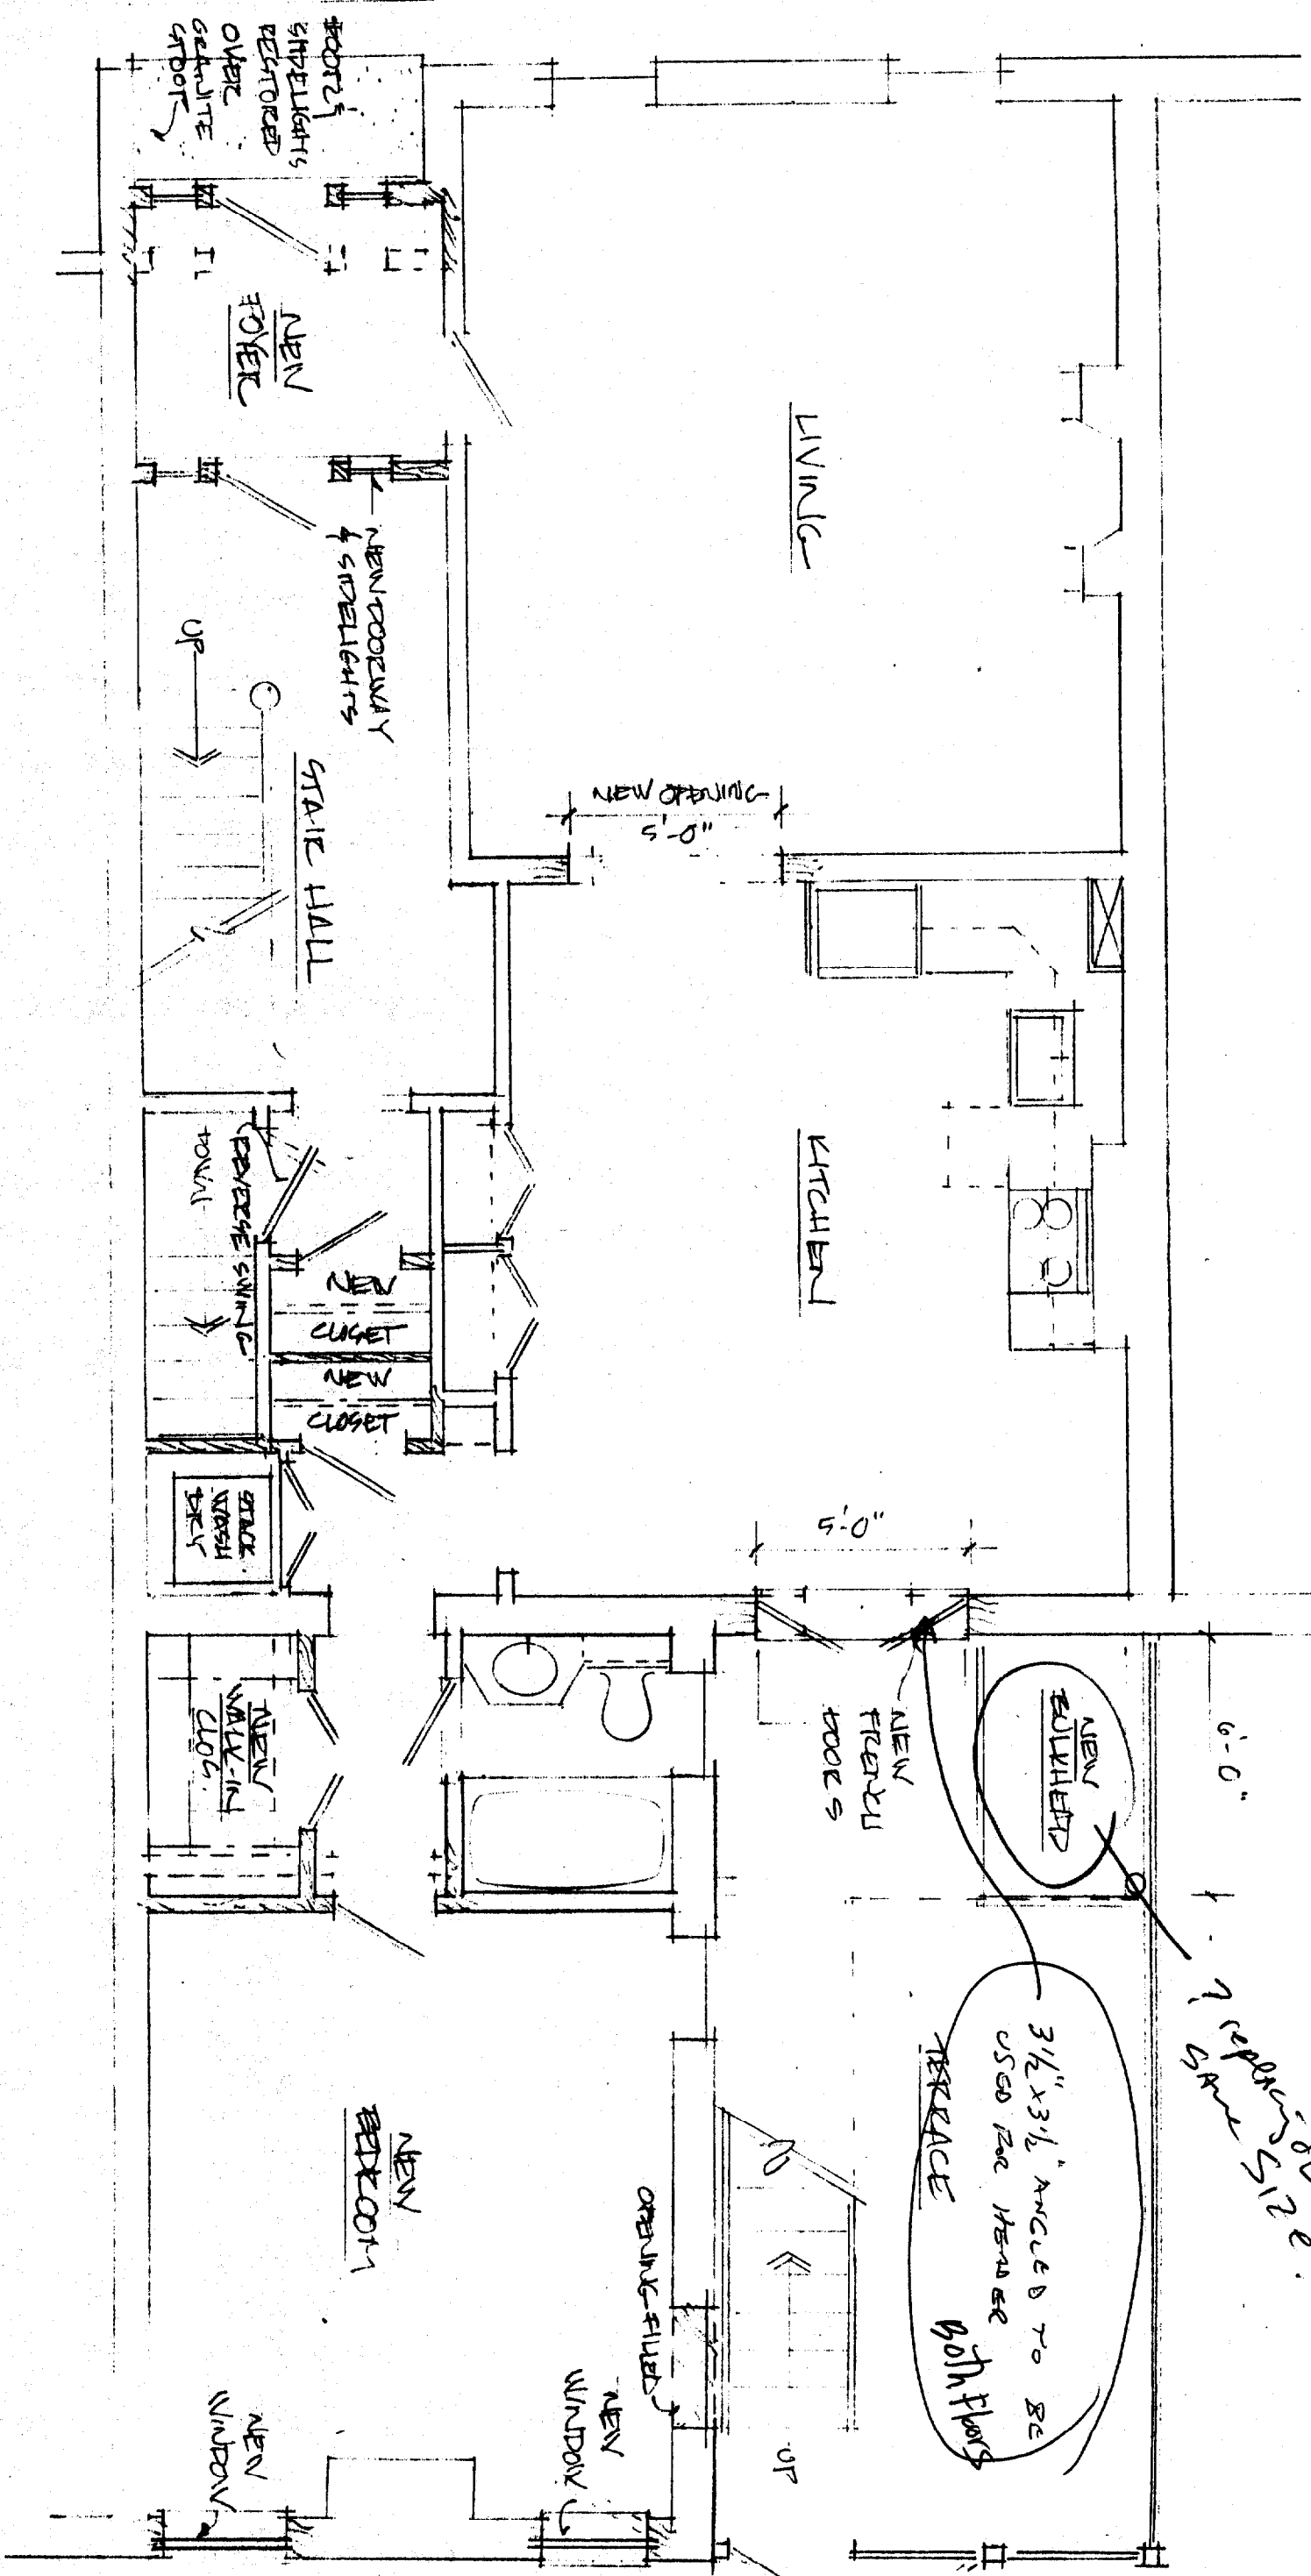 DOOR &
SIDELIGHTS
RESTORED
OVER
GRANITE
STOOP
NEW
FOYER
LIVING
NEW DOORWAY
& SIDELIGHTS
UP
STAIR HALL
NEW OPENING
5'-0"
KITCHEN
REVERSE SWING
DOWN
NEW
CLOSET
NEW
CLOSET
STACK
WASH
DRY
5'-0"
NEW
FRENCH
DOORS
NEW
BULKHEAD
6'-0"
? replacing
SAME SIZE.
NEW
WALK-IN
CLOS.
3½" x 3½" ANGLED TO BE
USED FOR HEADER
Both floors
TERRACE
NEW
BEDROOM
OPENING FILLED
UP
NEW
WINDOW
NEW
WINDOW